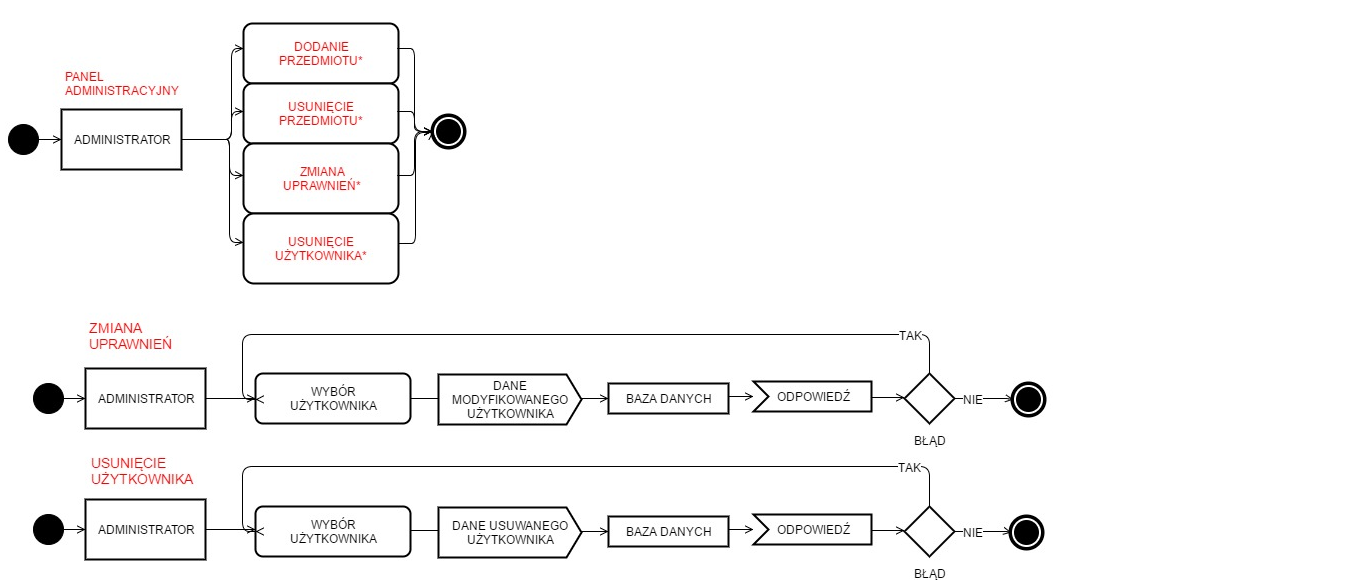 PANEL
ADMINISTRACYJNY
ADMINISTRATOR
DODANIE
PRZEDMIOTU*
USUNIĘCIE
PRZEDMIOTU*
ZMIANA
UPRAWNIEŃ*
USUNIĘCIE
UŻYTKOWNIKA*
ZMIANA
UPRAWNIEŃ
ADMINISTRATOR
WYBÓR
UŻYTKOWNIKA
DANE
MODYFIKOWANEGO
UŻYTKOWNIKA
BAZA DANYCH
ODPOWIEDŹ
TAK
NIE
BŁĄD
USUNIĘCIE
UŻYTKOWNIKA
ADMINISTRATOR
WYBÓR
UŻYTKOWNIKA
DANE USUWANEGO
UŻYTKOWNIKA
BAZA DANYCH
ODPOWIEDŹ
TAK
NIE
BŁĄD